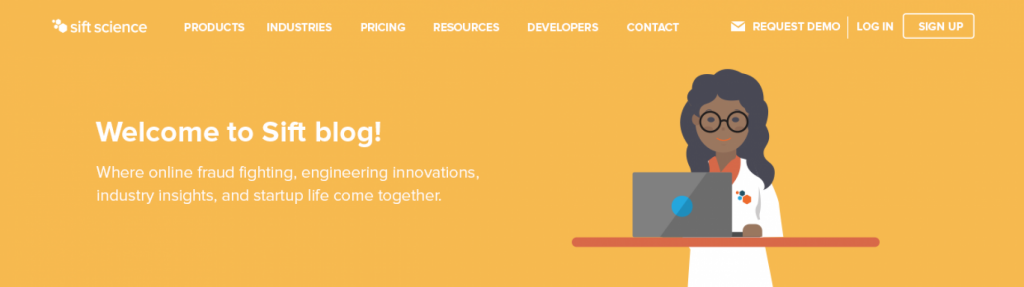 sift science PRODUCTS INDUSTRIES PRICING RESOURCES DEVELOPERS CONTACT REQUEST DEMO LOG IN SIGN UP
Welcome to Sift blog!
Where online fraud fighting, engineering innovations,
industry insights, and startup life come together.